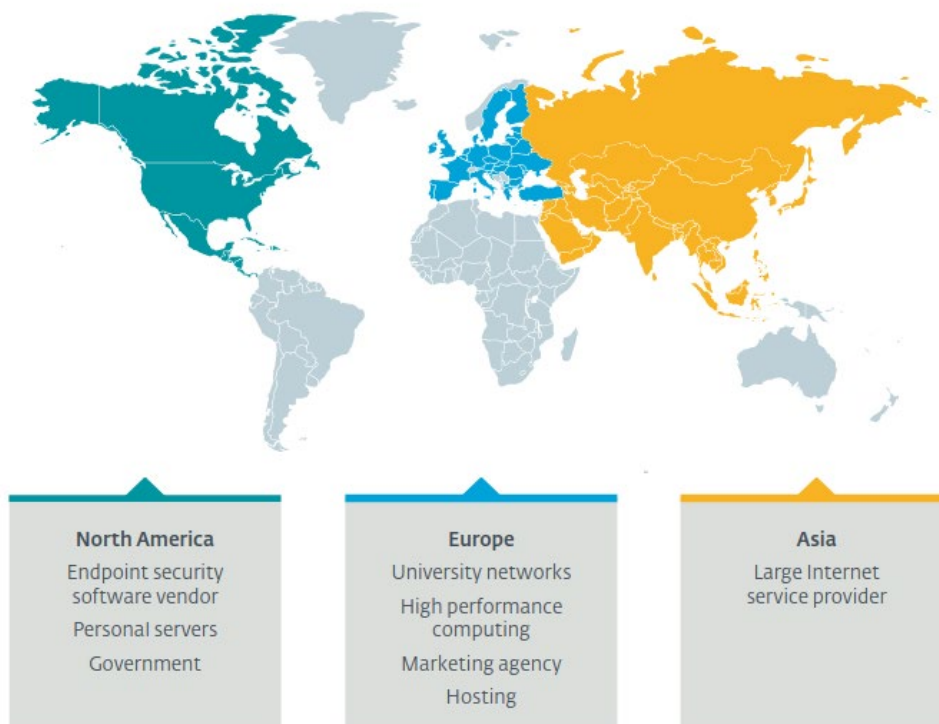 North America
Endpoint security
software vendor
Personal servers
Government
Europe
University networks
High performance
computing
Marketing agency
Hosting
Asia
Large Internet
service provider